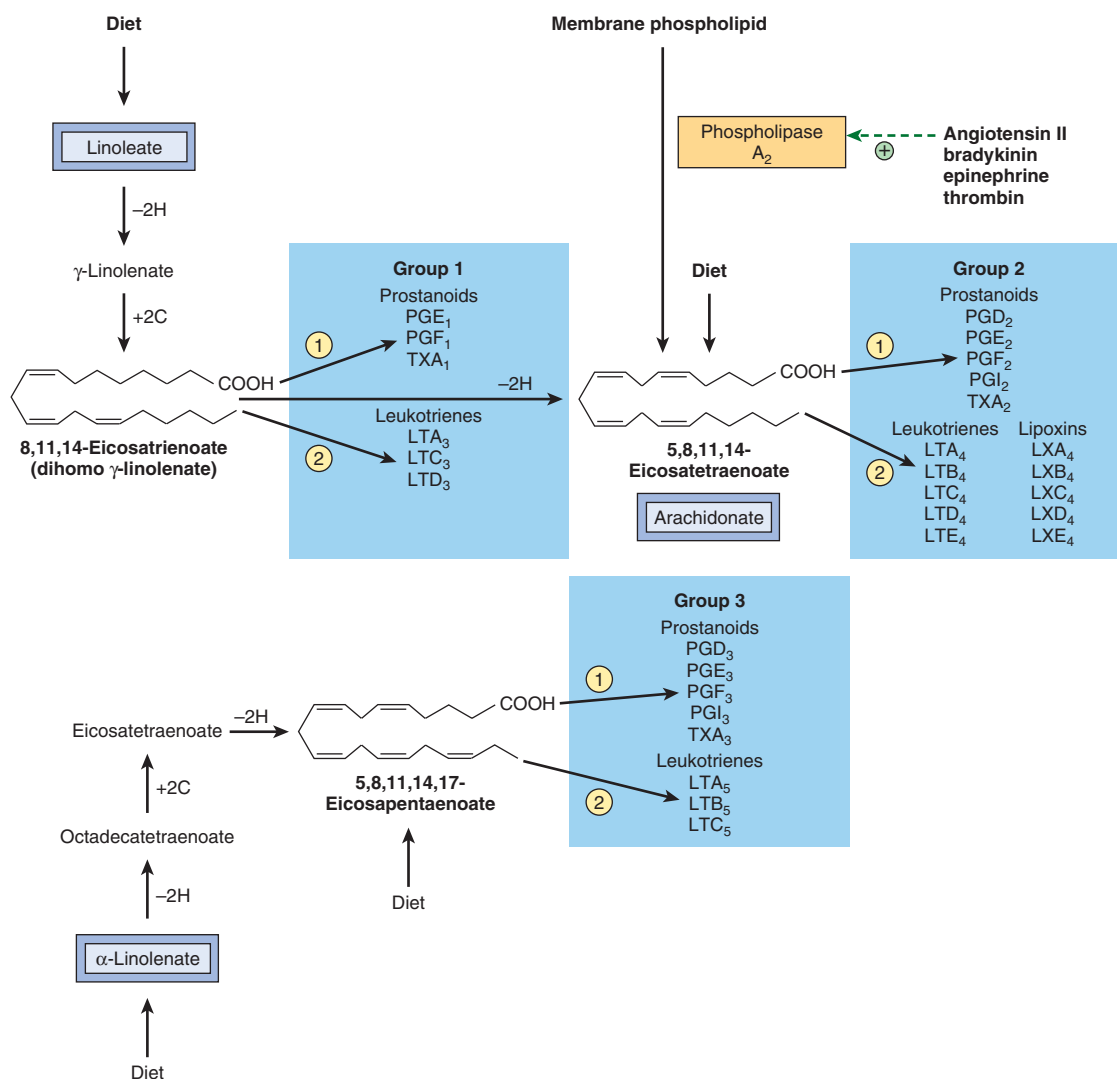 Diet
Linoleate
–2H
γ-Linolenate
+2C
COOH
8,11,14-Eicosatrienoate
(dihomo γ-linolenate)
Group 1
Prostanoids
PGE₁
PGF₁
TXA₁
1
–2H
Leukotrienes
LTA₃
LTC₃
LTD₃
2
Membrane phospholipid
Phospholipase
A₂
+
Angiotensin II
bradykinin
epinephrine
thrombin
Diet
COOH
5,8,11,14-
Eicosatetraenoate
Arachidonate
Group 2
Prostanoids
PGD₂
PGE₂
PGF₂
PGI₂
TXA₂
1
Leukotrienes
LTA₄
LTB₄
LTC₄
LTD₄
LTE₄
2
Lipoxins
LXA₄
LXB₄
LXC₄
LXD₄
LXE₄
Group 3
Prostanoids
PGD₃
PGE₃
PGF₃
PGI₃
TXA₃
1
Leukotrienes
LTA₅
LTB₅
LTC₅
2
Eicosatetraenoate
–2H
COOH
5,8,11,14,17-
Eicosapentaenoate
Diet
+2C
Octadecatetraenoate
–2H
α-Linolenate
Diet